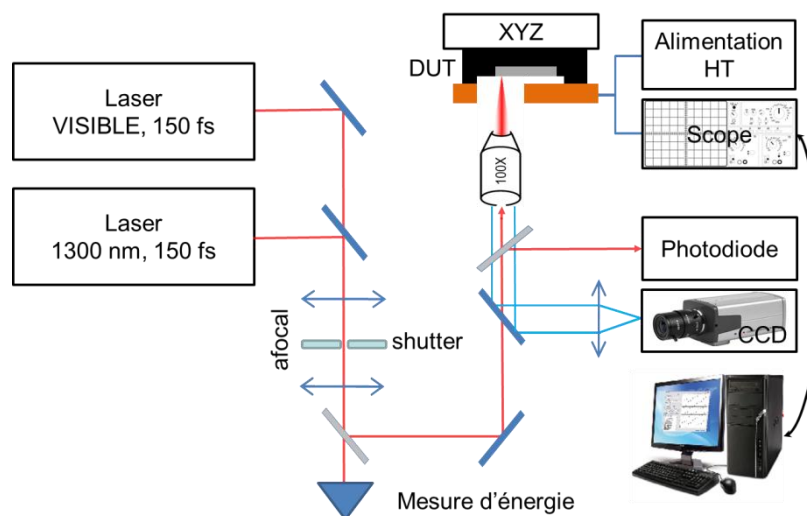 XYZ
DUT
Alimentation
HT
Laser
VISIBLE, 150 fs
Scope
100X
Laser
1300 nm, 150 fs
Photodiode
afocal
shutter
CCD
Mesure d'énergie